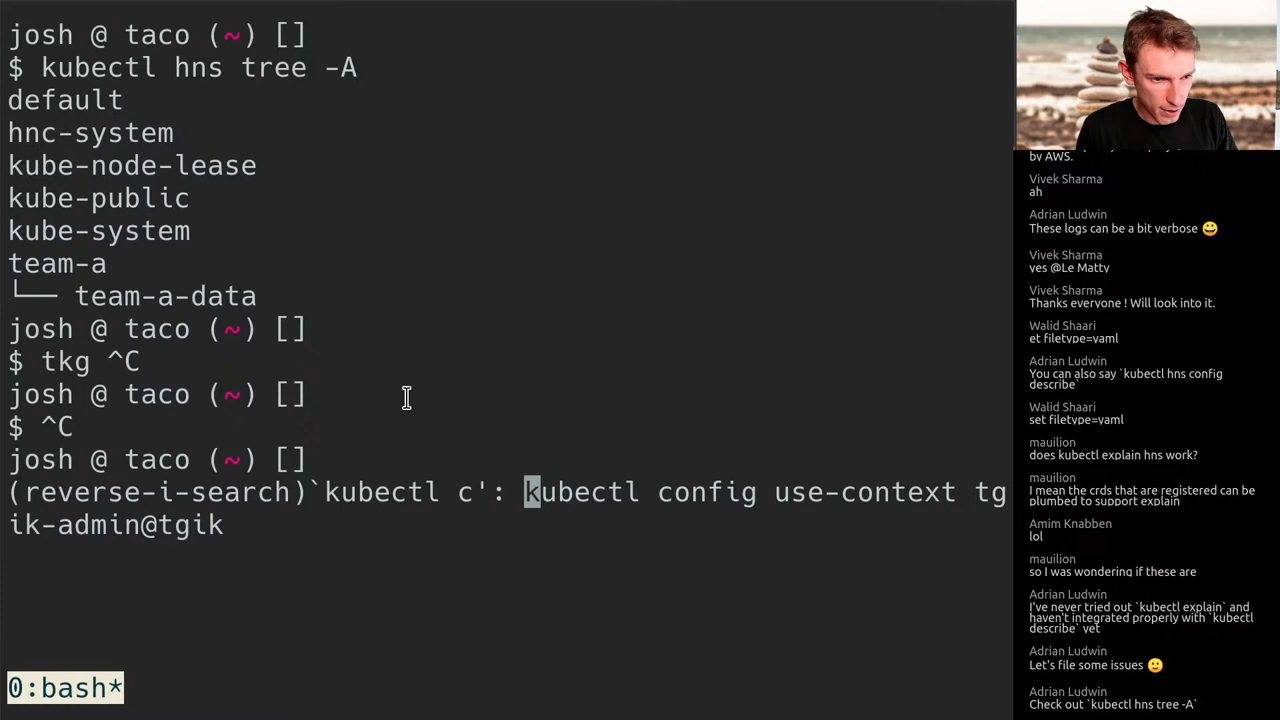 josh @ taco (~) []
$ kubectl hns tree -A
default
hnc-system
kube-node-lease
kube-public
kube-system
team-a
└── team-a-data
josh @ taco (~) []
$ tkg ^C
josh @ taco (~) []
$ ^C
josh @ taco (~) []
(reverse-i-search)`kubectl c': kubectl config use-context tg
ik-admin@tgik
0:bash*
by AWS.
Vivek Sharma
ah
Adrian Ludwin
These logs can be a bit verbose 😀
Vivek Sharma
yes @Le Matty
Vivek Sharma
Thanks everyone ! Will look into it.
Walid Shaari
et filetype=yaml
Adrian Ludwin
You can also say `kubectl hns config
describe`
Walid Shaari
set filetype=yaml
mauilion
does kubectl explain hns work?
mauilion
I mean the crds that are registered can be
plumbed to support explain
Amim Knabben
lol
mauilion
so I was wondering if these are
Adrian Ludwin
I've never tried out `kubectl explain` and
haven't integrated properly with `kubectl
describe` yet
Adrian Ludwin
Let's file some issues 🙂
Adrian Ludwin
Check out `kubectl hns tree -A`